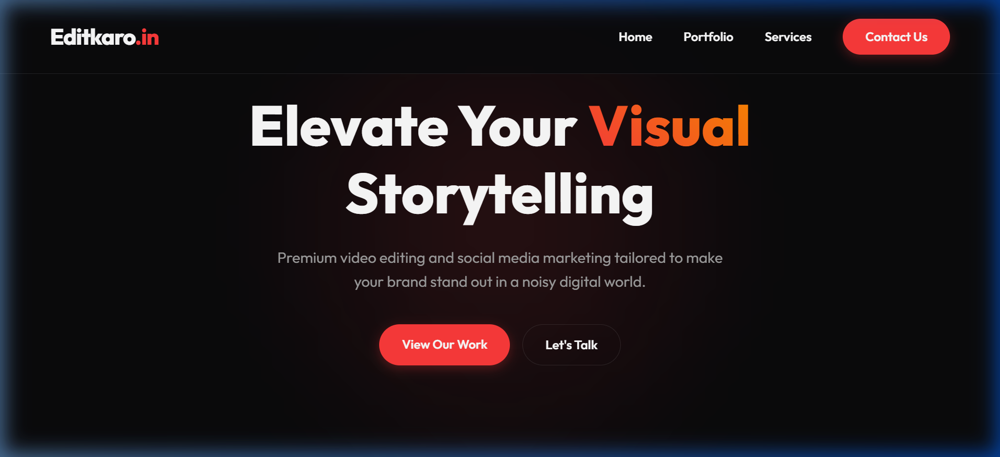 Editkaro.in
Home
Portfolio
Services
Contact Us
Elevate Your Visual
Storytelling
Premium video editing and social media marketing tailored to make
your brand stand out in a noisy digital world.
View Our Work
Let's Talk